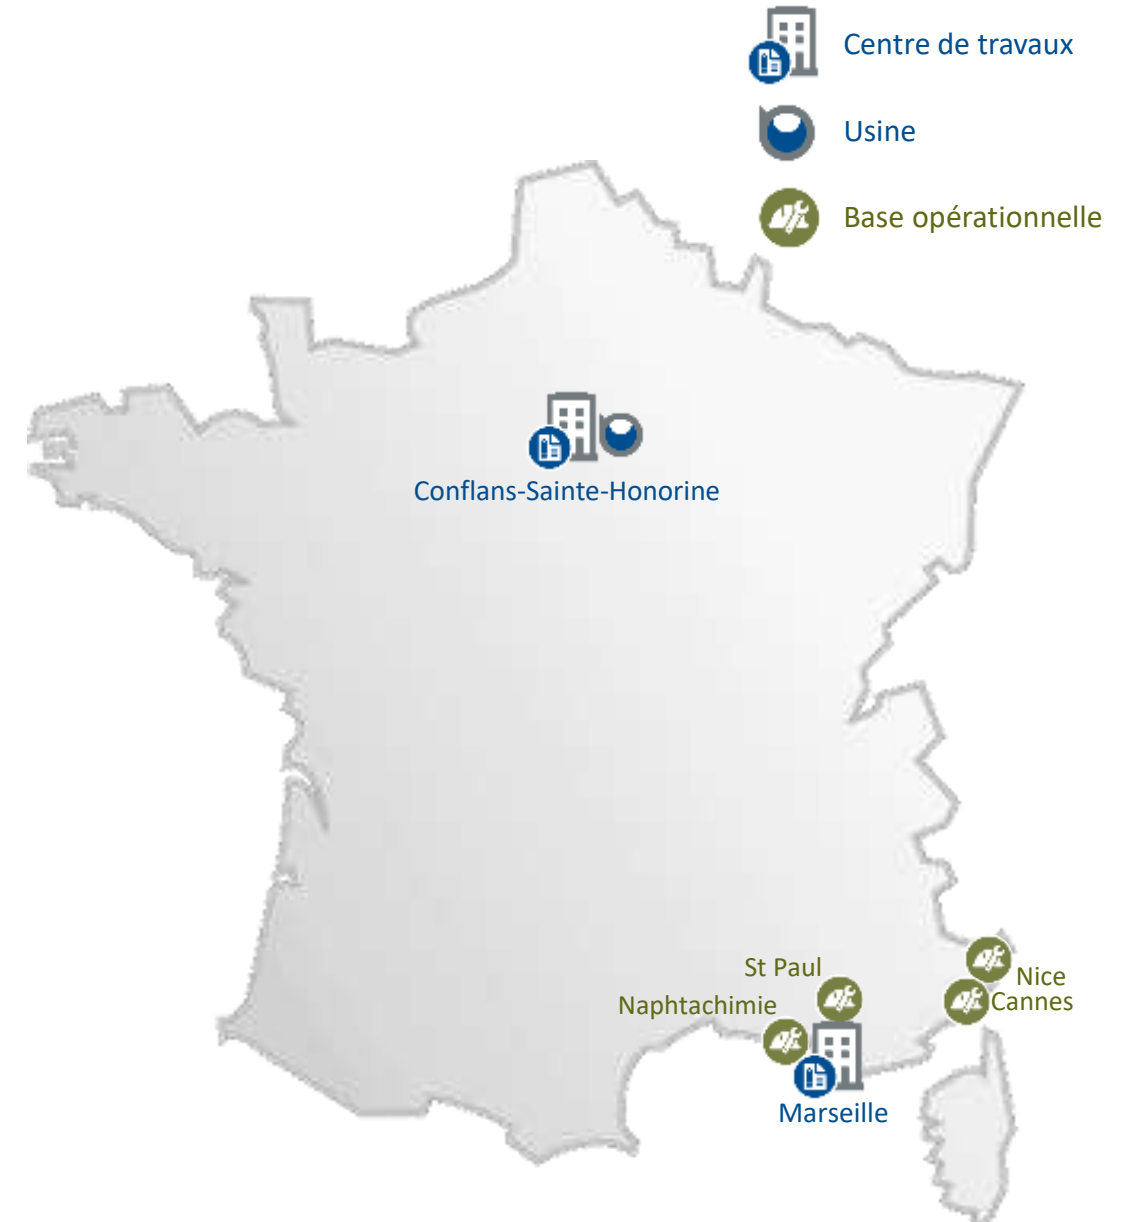 Centre de travaux
Usine
Base opérationnelle
Conflans-Sainte-Honorine
St Paul
Nice
Naphtachimie
Cannes
Marseille